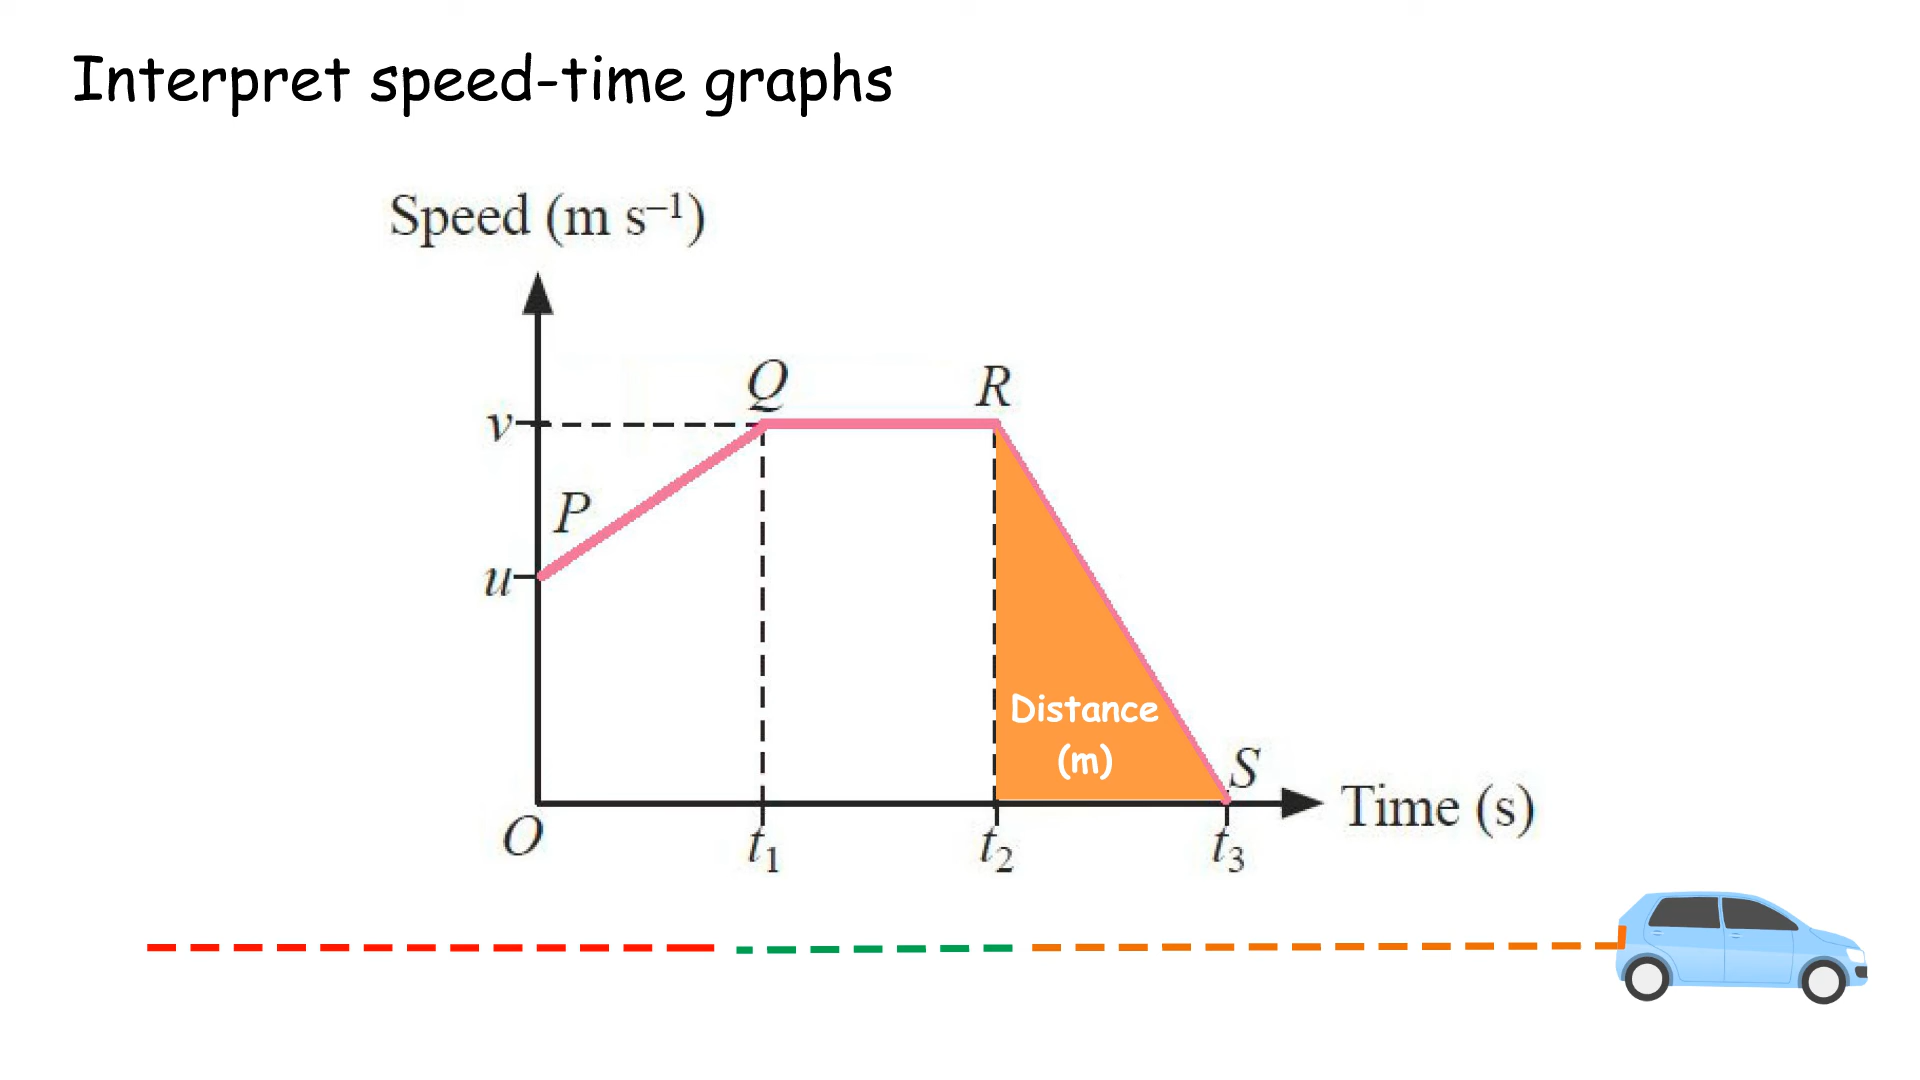 Interpret speed-time graphs
Speed (m s⁻¹)
Q
R
v
P
u
Distance
(m)
S
Time (s)
O
t₁
t₂
t₃